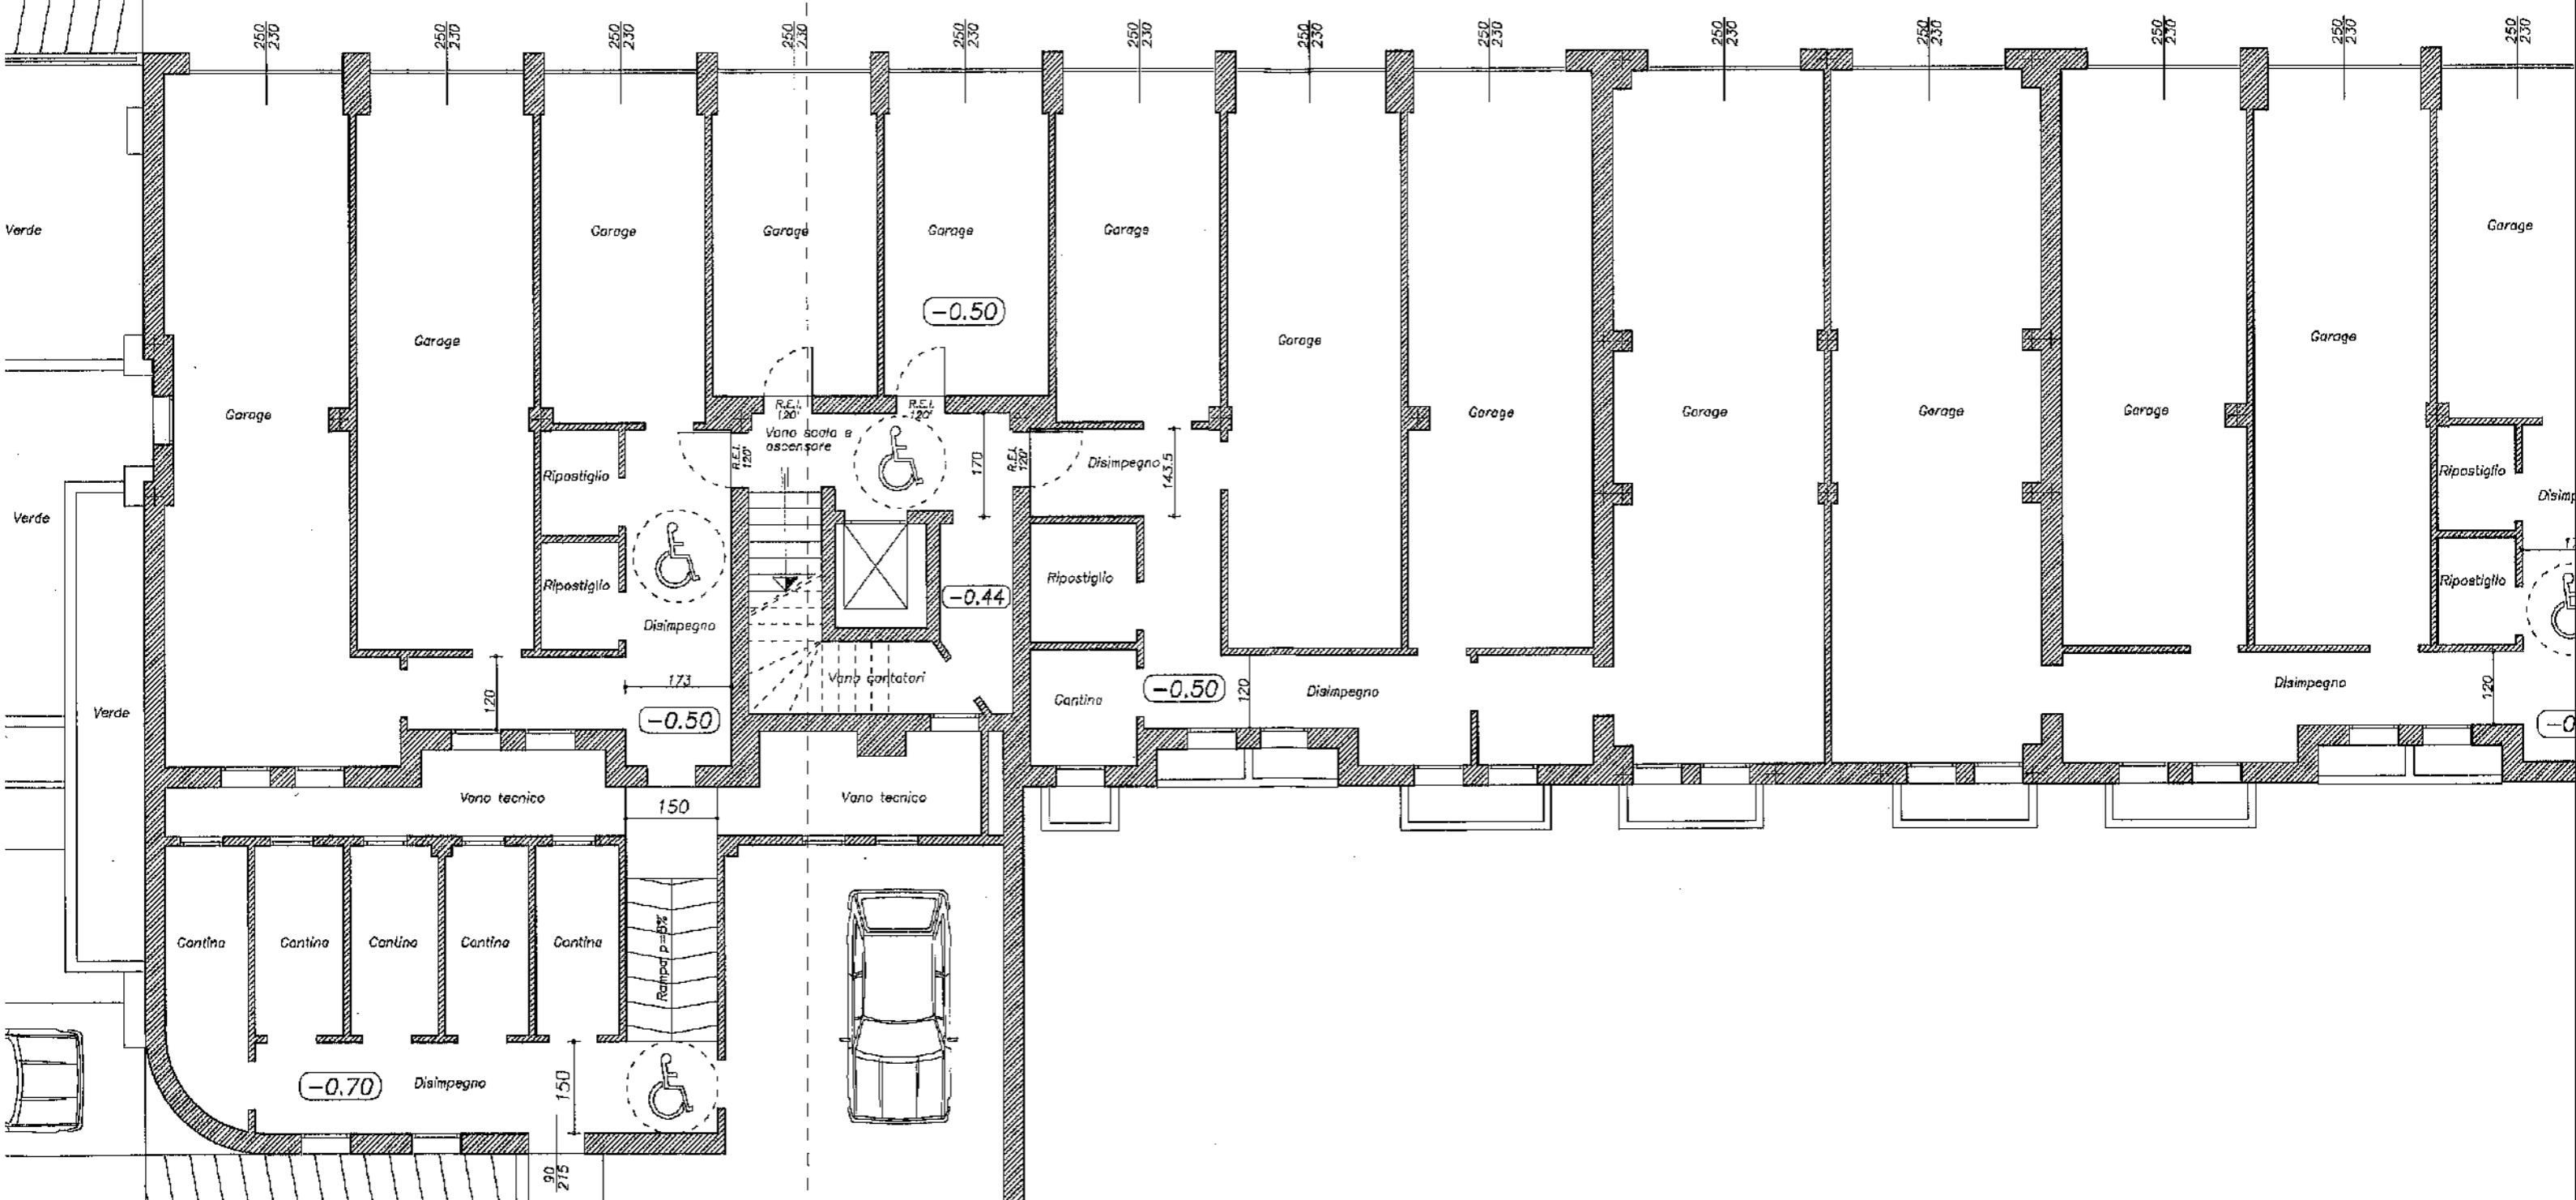 250
230
250
230
250
230
250
230
250
230
250
230
250
230
250
230
250
230
250
230
250
230
250
230
250
230
Verde
Garage
Garage
Garage
Garage
Garage
-0.50
Garage
Garage
Garage
Garage
Garage
Garage
Garage
Garage
Garage
R.E.I.
120'
R.E.I.
120'
Vano scala e
ascensore
R.E.I.
120'
R.E.I.
120'
170
Disimpegno
143.5
Ripostiglio
Ripostiglio
Disimp
Verde
Ripostiglio
Ripostiglio
-0.44
Ripostiglio
17
Disimpegno
Verde
120
173
-0.50
Vano contatori
Cantina
-0.50
120
Disimpegno
Disimpegno
120
-0
Vano tecnico
150
Vano tecnico
Cantina
Cantina
Cantina
Cantina
Cantina
Rampa p=8%
-0.70
Disimpegno
150
90
215